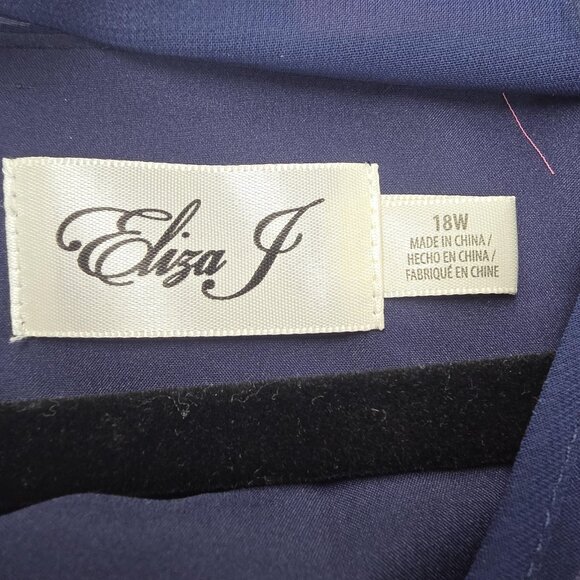 Eliza J
18W
MADE IN CHINA /
HECHO EN CHINA /
FABRIQUÉ EN CHINE